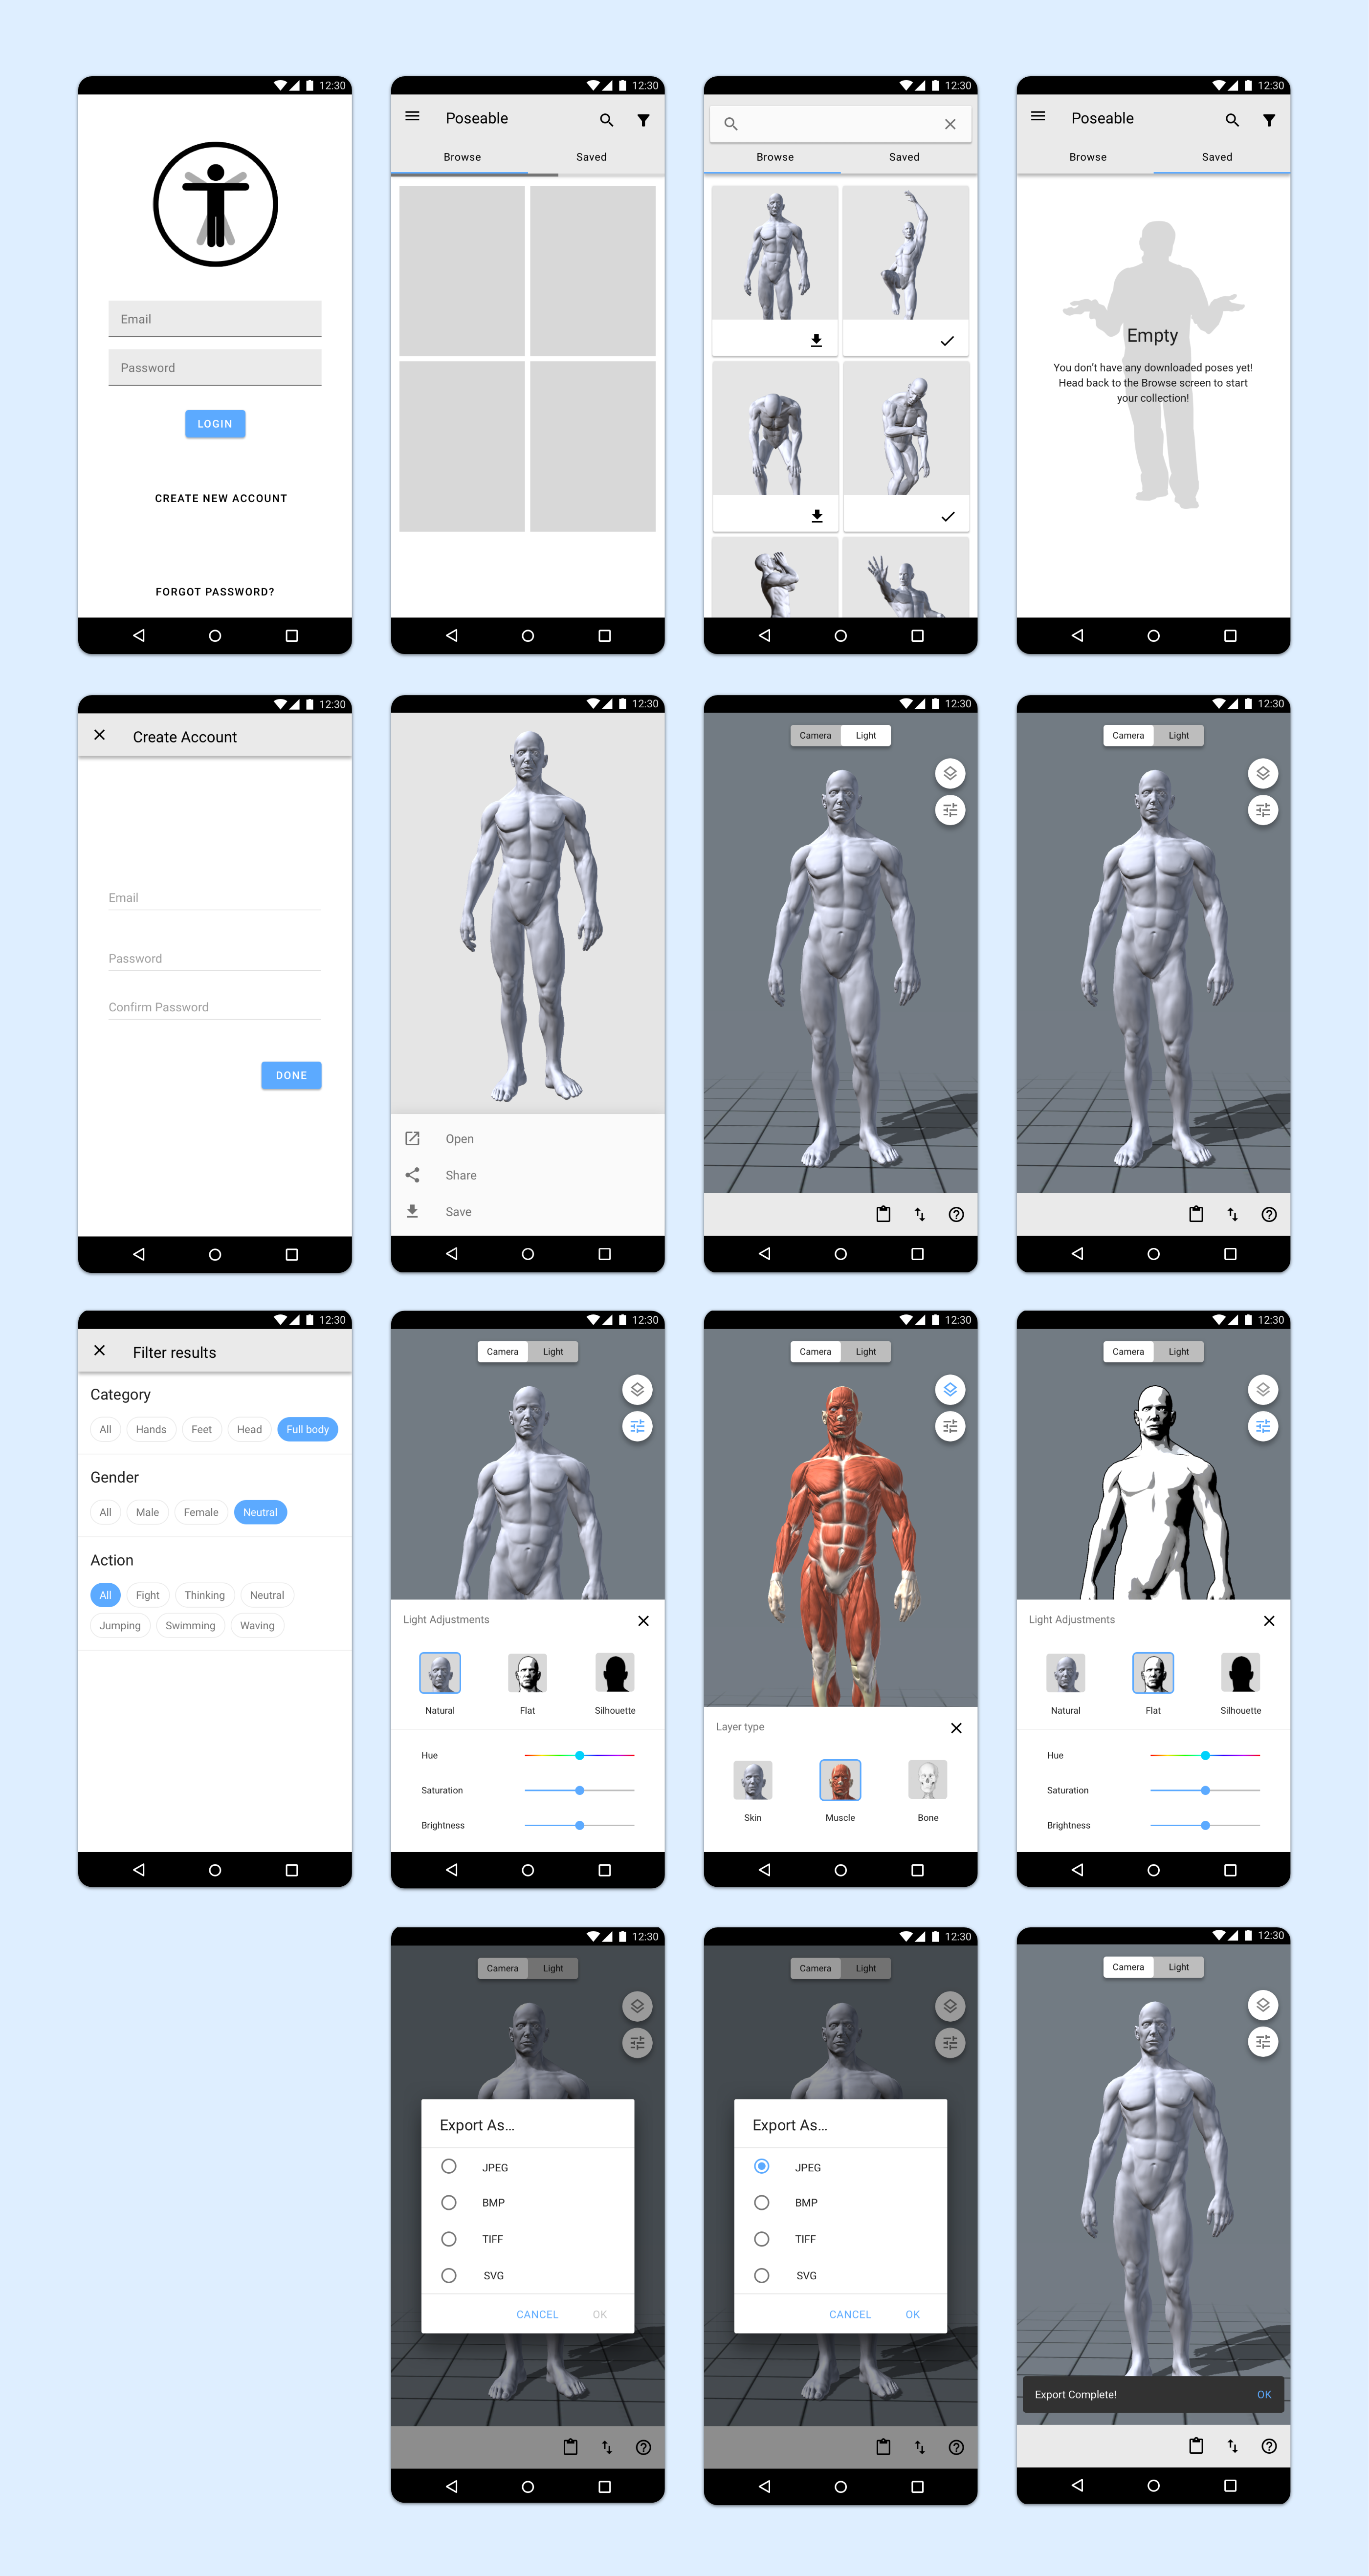 12:30
Email
Password
LOGIN
CREATE NEW ACCOUNT
FORGOT PASSWORD?
12:30
Poseable
Browse Saved
12:30
Browse Saved
12:30
Poseable
Browse Saved
Empty
You don't have any downloaded poses yet!
Head back to the Browse screen to start
your collection!
12:30
Create Account
Email
Password
Confirm Password
DONE
12:30
Open
Share
Save
12:30
Camera Light
12:30
Camera Light
12:30
Filter results
Category
All Hands Feet Head Full body
Gender
All Male Female Neutral
Action
All Fight Thinking Neutral
Jumping Swimming Waving
12:30
Camera Light
Light Adjustments
Natural Flat Silhouette
Hue
Saturation
Brightness
12:30
Camera Light
Layer type
Skin Muscle Bone
12:30
Camera Light
Light Adjustments
Natural Flat Silhouette
Hue
Saturation
Brightness
12:30
Camera Light
Export As...
JPEG
BMP
TIFF
SVG
CANCEL OK
12:30
Camera Light
Export As...
JPEG
BMP
TIFF
SVG
CANCEL OK
12:30
Camera Light
Export Complete! OK